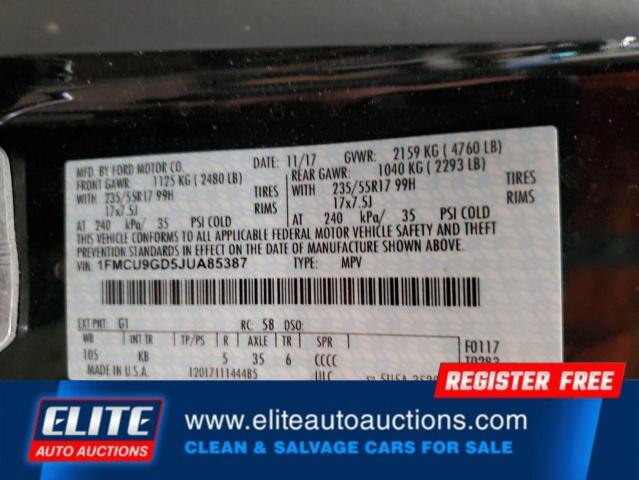 MFD. BY FORD MOTOR CO.
DATE: 11/17 GVWR: 2159 KG ( 4760 LB)
FRONT GAWR: 1125 KG ( 2480 LB)
REAR GAWR: 1040 KG ( 2293 LB)
WITH 235/55R17 99H TIRES
WITH 235/55R17 99H TIRES
17x7.5J RIMS
17x7.5J RIMS
AT 240 kPa/ 35 PSI COLD
AT 240 kPa/ 35 PSI COLD
THIS VEHICLE CONFORMS TO ALL APPLICABLE FEDERAL MOTOR VEHICLE SAFETY AND THEFT
PREVENTION STANDARDS IN EFFECT ON THE DATE OF MANUFACTURE SHOWN ABOVE.
VIN: 1FMCU9GD5JUA85387 TYPE: MPV
EXT PNT: G1 RC: 58 DSO:
WB INT TR TP/PS R AXLE TR SPR F0117
105 KB 5 35 6 CCCC T0283
MADE IN U.S.A. 1201711144485 ULC
REGISTER FREE
ELITE
AUTO AUCTIONS
www.eliteautoauctions.com
CLEAN & SALVAGE CARS FOR SALE